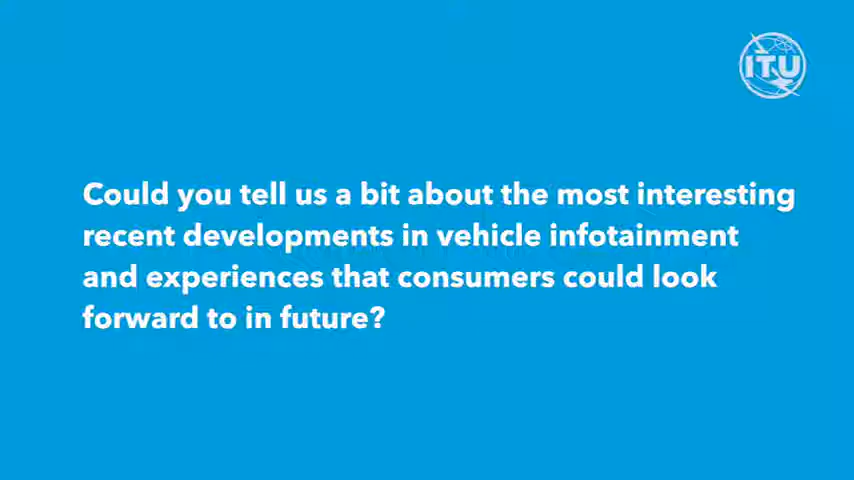 ITU
Could you tell us a bit about the most interesting
recent developments in vehicle infotainment
and experiences that consumers could look
forward to in future?